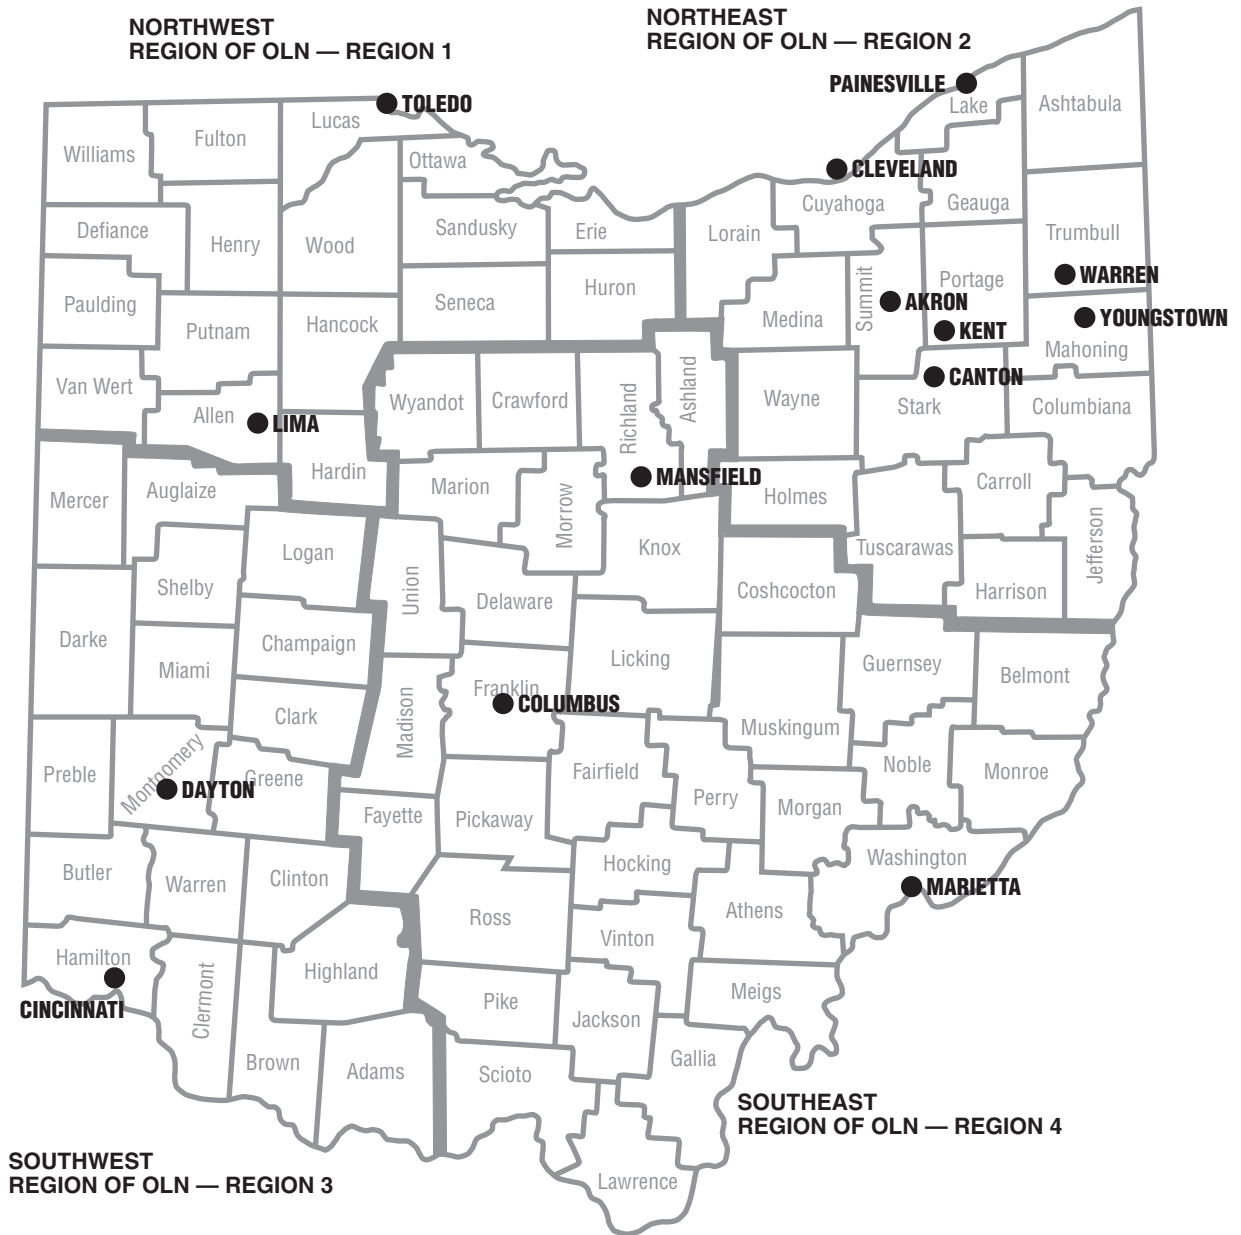 NORTHWEST
REGION OF OLN — REGION 1
NORTHEAST
REGION OF OLN — REGION 2
PAINESVILLE
Lake
Ashtabula
TOLEDO
Lucas
Fulton
Williams
Ottawa
CLEVELAND
Cuyahoga
Geauga
Defiance
Henry
Wood
Sandusky
Erie
Lorain
Trumbull
WARREN
Paulding
Putnam
Hancock
Seneca
Huron
Medina
Summit
AKRON
Portage
KENT
YOUNGSTOWN
Mahoning
Van Wert
Allen
LIMA
Wyandot
Crawford
Richland
Ashland
Wayne
CANTON
Stark
Columbiana
Mercer
Auglaize
Hardin
Marion
Morrow
MANSFIELD
Holmes
Carroll
Logan
Knox
Tuscarawas
Jefferson
Shelby
Union
Delaware
Coshocton
Harrison
Darke
Miami
Champaign
Licking
Guernsey
Belmont
Clark
Madison
Franklin
COLUMBUS
Muskingum
Preble
Montgomery
DAYTON
Greene
Fairfield
Perry
Noble
Monroe
Fayette
Pickaway
Morgan
Butler
Warren
Clinton
Hocking
Washington
MARIETTA
Ross
Athens
Vinton
Hamilton
CINCINNATI
Clermont
Highland
Pike
Jackson
Meigs
Brown
Adams
Scioto
Gallia
SOUTHEAST
REGION OF OLN — REGION 4
SOUTHWEST
REGION OF OLN — REGION 3
Lawrence